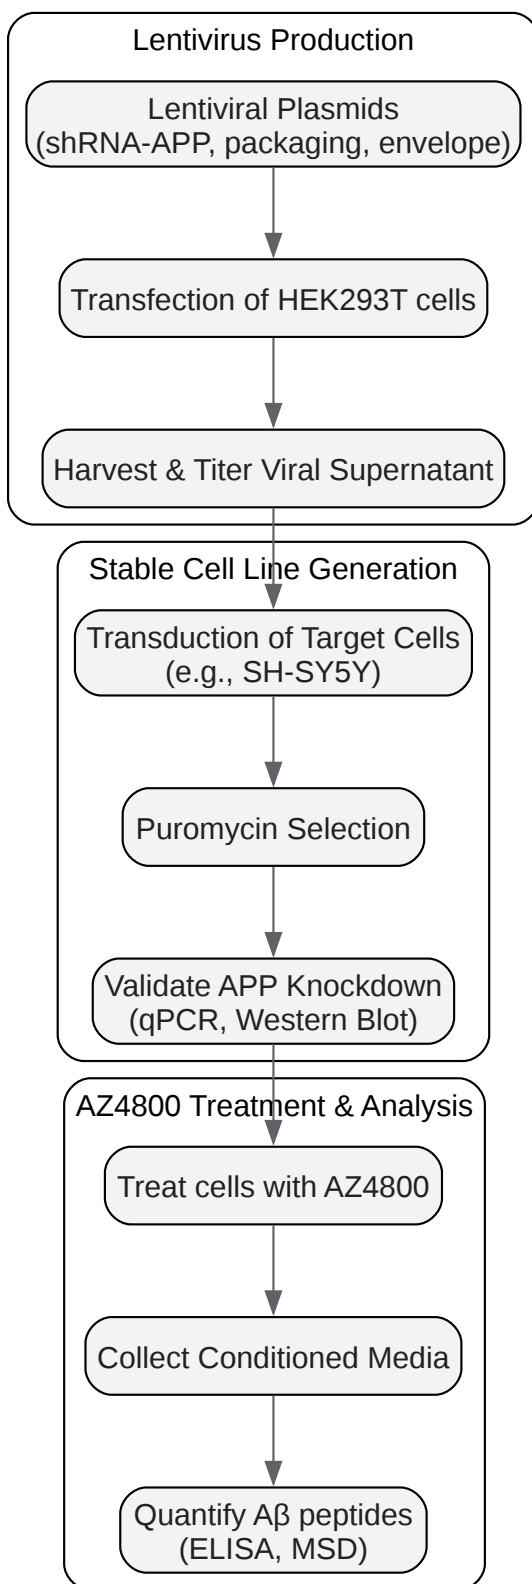 Lentivirus Production
Lentiviral Plasmids
(shRNA-APP, packaging, envelope)
Transfection of HEK293T cells
Harvest & Titer Viral Supernatant
Stable Cell Line Generation
Transduction of Target Cells
(e.g., SH-SY5Y)
Puromycin Selection
Validate APP Knockdown
(qPCR, Western Blot)
AZ4800 Treatment & Analysis
Treat cells with AZ4800
Collect Conditioned Media
Quantify Aβ peptides
(ELISA, MSD)